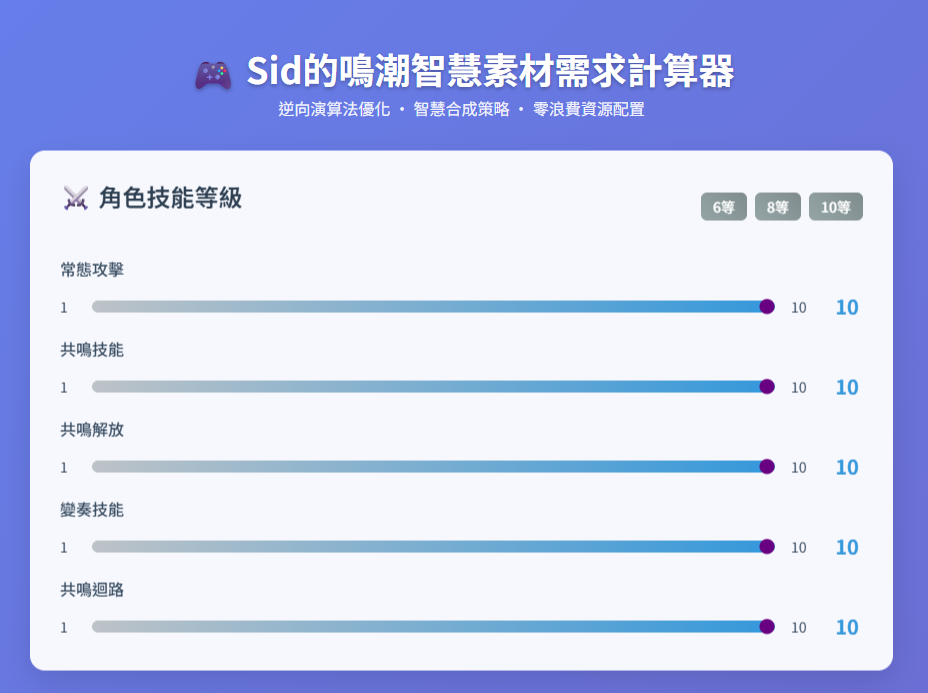 Sid的鳴潮智慧素材需求計算器
逆向演算法優化 • 智慧合成策略 • 零浪費資源配置
角色技能等級
6等 8等 10等
常態攻擊
1 10 10
共鳴技能
1 10 10
共鳴解放
1 10 10
變奏技能
1 10 10
共鳴迴路
1 10 10